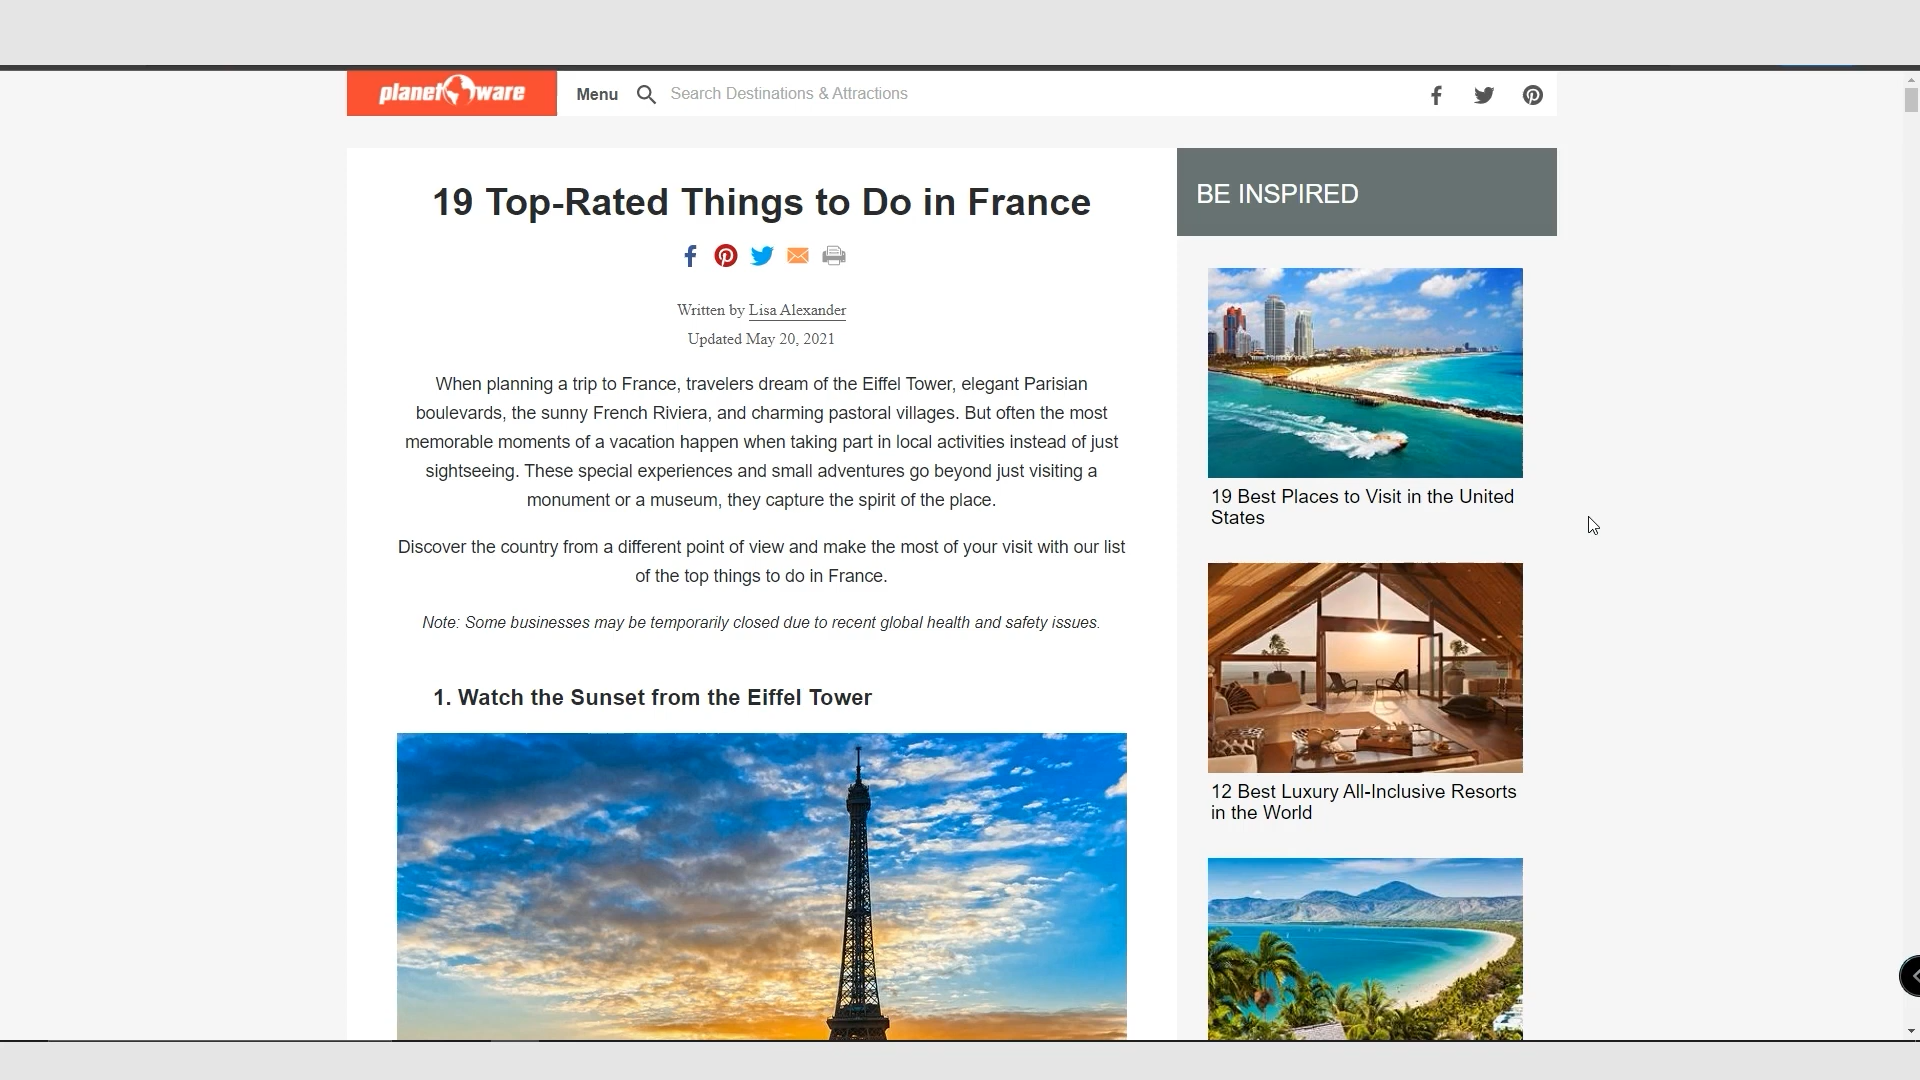 planetware
Menu
Search Destinations & Attractions
19 Top-Rated Things to Do in France
Written by Lisa Alexander
Updated May 20, 2021
When planning a trip to France, travelers dream of the Eiffel Tower, elegant Parisian
boulevards, the sunny French Riviera, and charming pastoral villages. But often the most
memorable moments of a vacation happen when taking part in local activities instead of just
sightseeing. These special experiences and small adventures go beyond just visiting a
monument or a museum, they capture the spirit of the place.
Discover the country from a different point of view and make the most of your visit with our list
of the top things to do in France.
Note: Some businesses may be temporarily closed due to recent global health and safety issues.
1. Watch the Sunset from the Eiffel Tower
BE INSPIRED
19 Best Places to Visit in the United
States
12 Best Luxury All-Inclusive Resorts
in the World